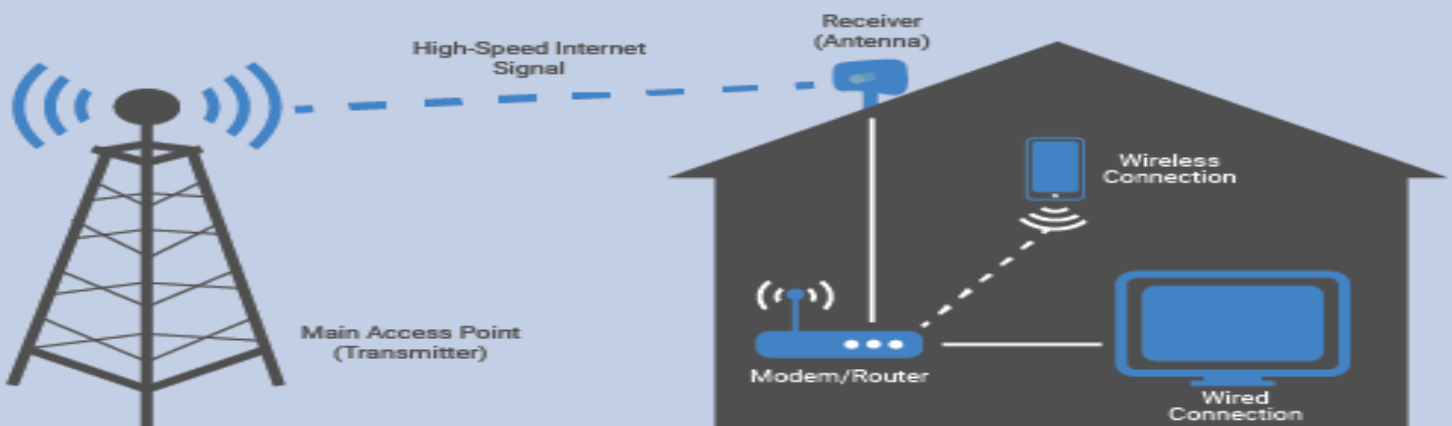 Receiver
(Antenna)
High-Speed Internet
Signal
Wireless
Connection
Main Access Point
(Transmitter)
Modem/Router
Wired
Connection